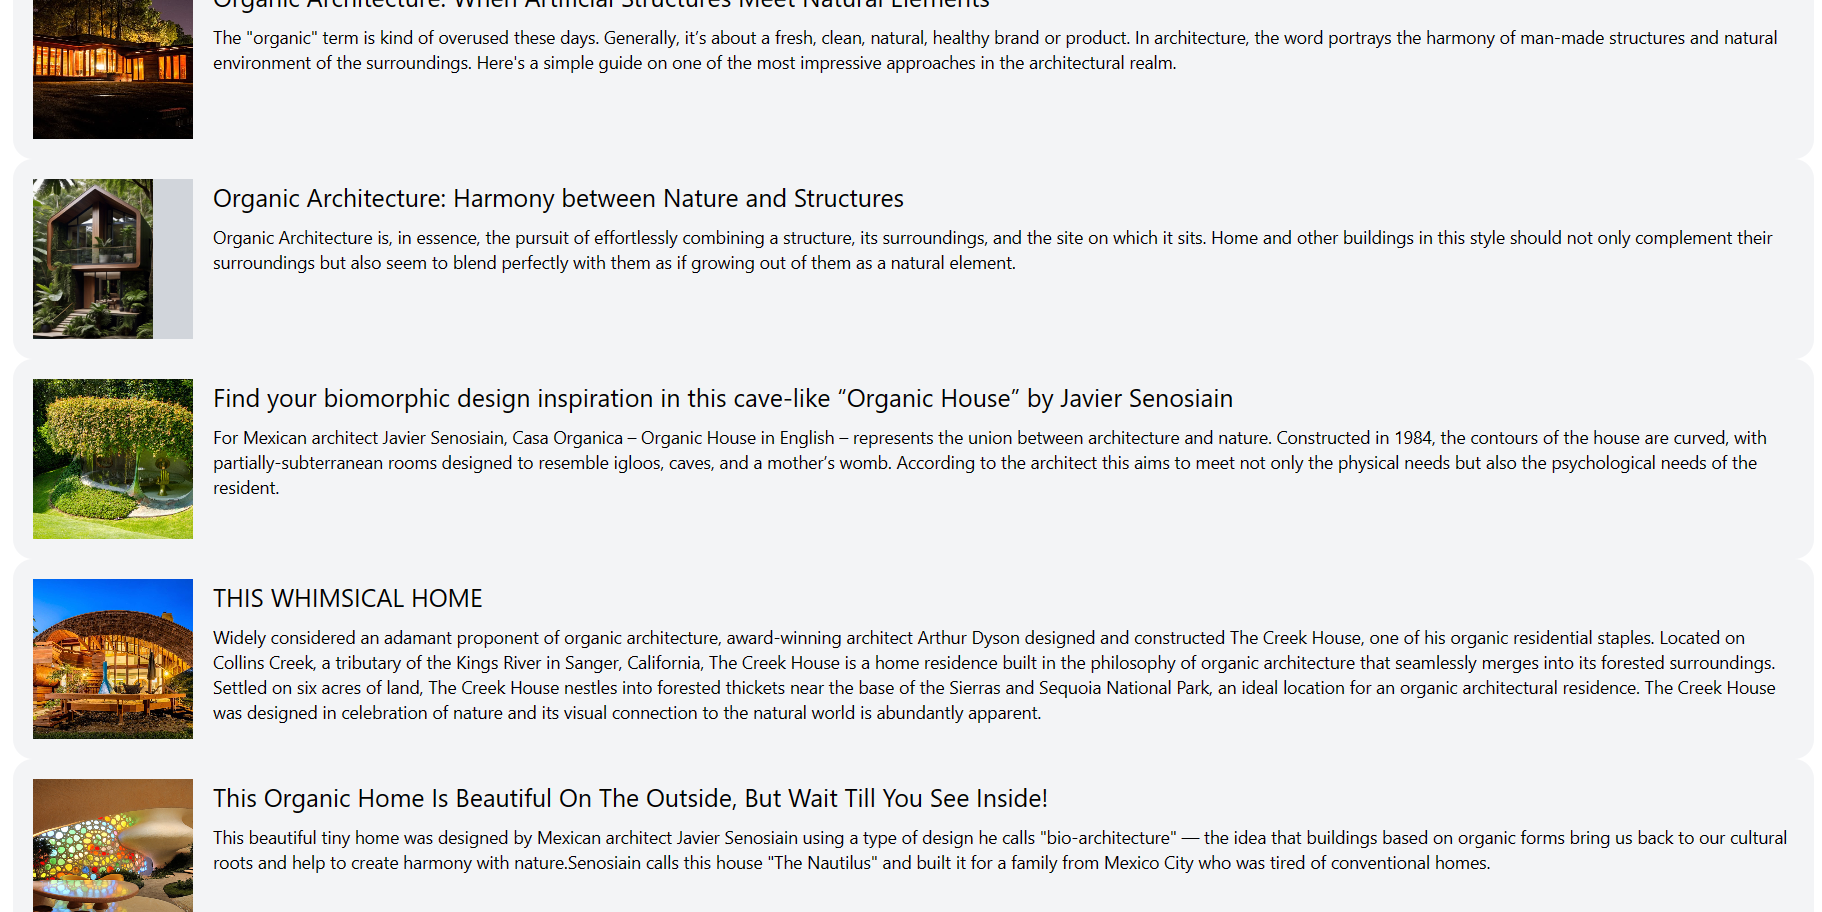 Organic Architecture: When Artificial Structures Meet Natural Elements
The "organic" term is kind of overused these days. Generally, it’s about a fresh, clean, natural, healthy brand or product. In architecture, the word portrays the harmony of man-made structures and natural
environment of the surroundings. Here's a simple guide on one of the most impressive approaches in the architectural realm.
Organic Architecture: Harmony between Nature and Structures
Organic Architecture is, in essence, the pursuit of effortlessly combining a structure, its surroundings, and the site on which it sits. Home and other buildings in this style should not only complement their
surroundings but also seem to blend perfectly with them as if growing out of them as a natural element.
Find your biomorphic design inspiration in this cave-like “Organic House” by Javier Senosiain
For Mexican architect Javier Senosiain, Casa Organica – Organic House in English – represents the union between architecture and nature. Constructed in 1984, the contours of the house are curved, with
partially-subterranean rooms designed to resemble igloos, caves, and a mother’s womb. According to the architect this aims to meet not only the physical needs but also the psychological needs of the
resident.
THIS WHIMSICAL HOME
Widely considered an adamant proponent of organic architecture, award-winning architect Arthur Dyson designed and constructed The Creek House, one of his organic residential staples. Located on
Collins Creek, a tributary of the Kings River in Sanger, California, The Creek House is a home residence built in the philosophy of organic architecture that seamlessly merges into its forested surroundings.
Settled on six acres of land, The Creek House nestles into forested thickets near the base of the Sierras and Sequoia National Park, an ideal location for an organic architectural residence. The Creek House
was designed in celebration of nature and its visual connection to the natural world is abundantly apparent.
This Organic Home Is Beautiful On The Outside, But Wait Till You See Inside!
This beautiful tiny home was designed by Mexican architect Javier Senosiain using a type of design he calls "bio-architecture" — the idea that buildings based on organic forms bring us back to our cultural
roots and help to create harmony with nature.Senosiain calls this house "The Nautilus" and built it for a family from Mexico City who was tired of conventional homes.